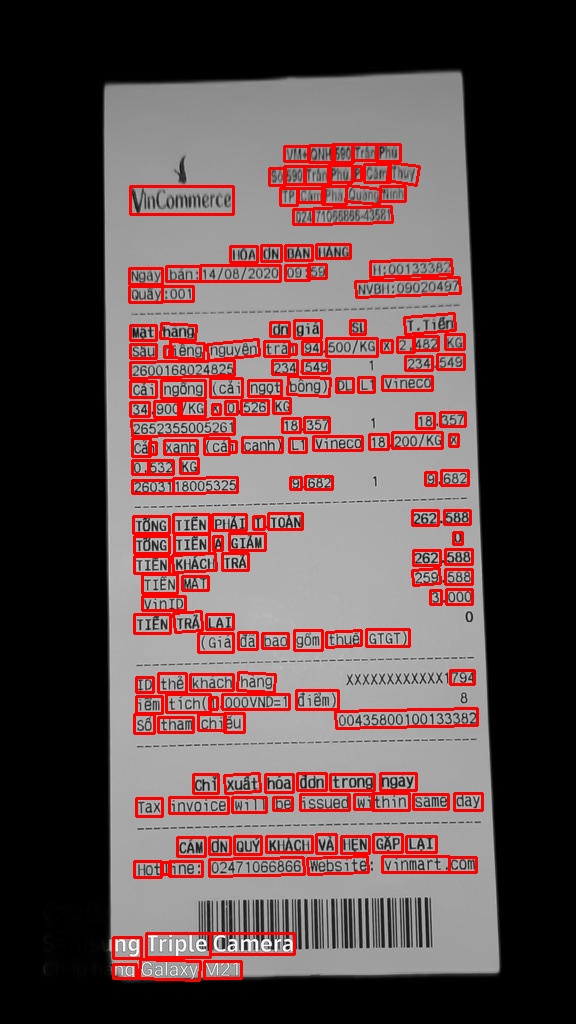 VinCommerce
VM+ QNH 590 Trần Phú
Số 590 Trần Phú, P. Cẩm Thủy,
TP. Cẩm Phả, Quảng Ninh
024.71066866-43581
HÓA ĐƠN BÁN HÀNG
Ngày bán:14/08/2020 09:59 H:00133382
Quầy:001 NVBH:09020497
Mặt hàng Đơn giá SL T.Tiền
Sầu riêng nguyên trái 94,500/KG x 2,482 KG
2600168024825 234,549 1 234,549
Cải ngồng (cải ngọt bông) DL L1 Vineco
34,900/KG x 0,526 KG
2652355005261 18,357 1 18,357
Cải xanh (cải canh) L1 Vineco 18,200/KG x
0,532 KG
2603118005325 9,682 1 9,682
TỔNG TIỀN PHẢI T.TOÁN 262.588
TỔNG TIỀN ĐÃ GIẢM 0
TIỀN KHÁCH TRẢ 262.588
TIỀN MẶT 259.588
VinID 3.000
TIỀN TRẢ LẠI 0
(Giá đã bao gồm thuế GTGT)
ID thẻ khách hàng XXXXXXXXXXXX1794
Điểm tích(1.000VND=1 điểm) 8
Số tham chiếu 00435800100133382
Chỉ xuất hóa đơn trong ngày
Tax invoice will be issued within same day
CẢM ƠN QUÝ KHÁCH VÀ HẸN GẶP LẠI
Hotline: 02471066866 Website: vinmart.com
Samsung Triple Camera
Chụp bằng Galaxy M21